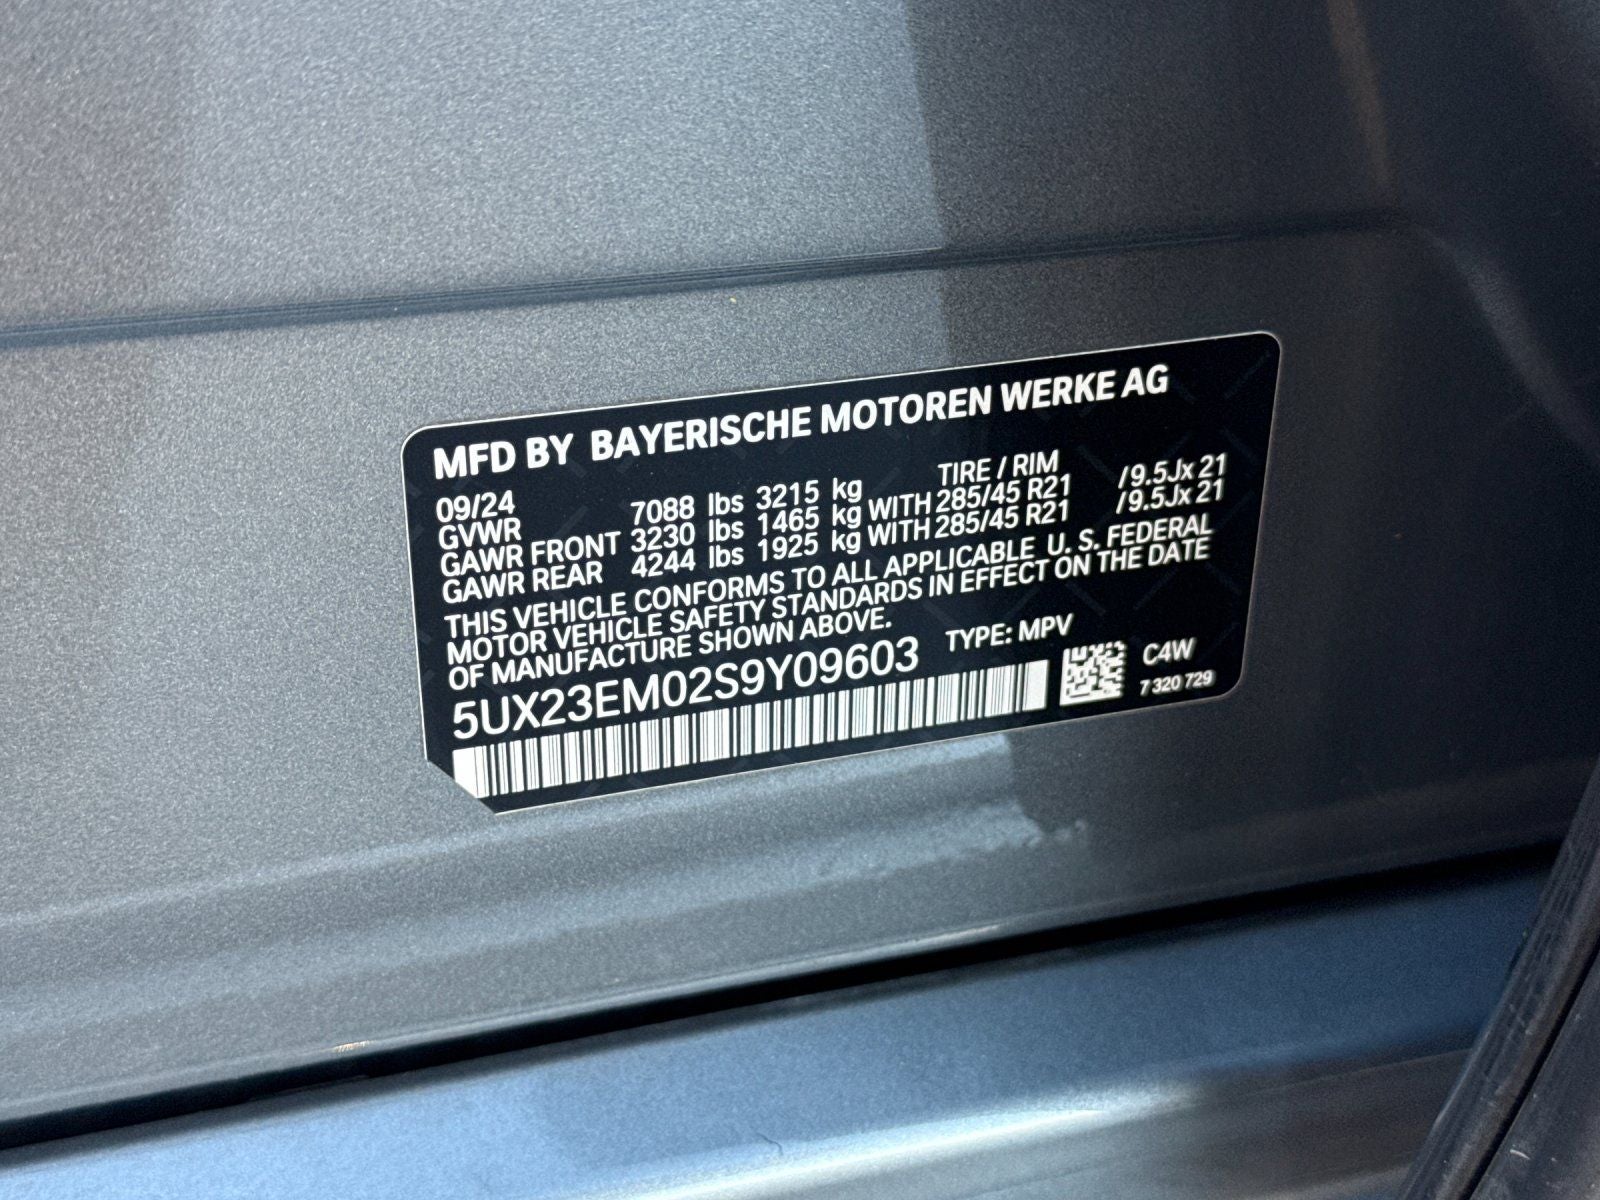 MFD BY BAYERISCHE MOTOREN WERKE AG
09/24 TIRE / RIM
GVWR 7088 lbs 3215 kg
GAWR FRONT 3230 lbs 1465 kg WITH 285/45 R21 /9.5Jx 21
GAWR REAR 4244 lbs 1925 kg WITH 285/45 R21 /9.5Jx 21
THIS VEHICLE CONFORMS TO ALL APPLICABLE U. S. FEDERAL
MOTOR VEHICLE SAFETY STANDARDS IN EFFECT ON THE DATE
OF MANUFACTURE SHOWN ABOVE.
5UX23EM02S9Y09603 TYPE: MPV
C4W
7 320 729